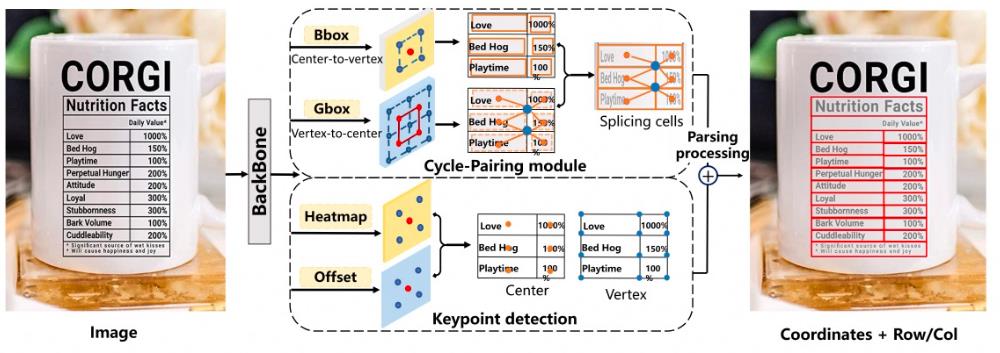 CORGI
Nutrition Facts
Daily Value*
Love 1000%
Bed Hog 150%
Playtime 100%
Perpetual Hunger 200%
Attitude 200%
Loyal 300%
Stubbornness 300%
Bark Volume 100%
Cuddleability 200%
* Significant source of wet kisses
* Will cause happiness and joy
Image
BackBone
Bbox
Center-to-vertex
Gbox
Vertex-to-center
Love 1000%
Bed Hog 150%
Playtime 100
%
Love 1000%
Bed Hog 150%
Playtime 100
%
Love
Bed Hog 150%
Playtime 100%
Splicing cells
Cycle-Pairing module
Heatmap
Offset
Love 1000%
Bed Hog 150%
Playtime 100
%
Center
Love 1000%
Bed Hog 150%
Playtime 100
%
Vertex
Keypoint detection
Parsing
processing
CORGI
Nutrition Facts
Daily Value*
Love 1000%
Bed Hog 150%
Playtime 100%
Perpetual Hunger 200%
Attitude 200%
Loyal 300%
Stubbornness 300%
Bark Volume 100%
Cuddleability 200%
* Significant source of wet kisses
* Will cause happiness and joy
Coordinates + Row/Col